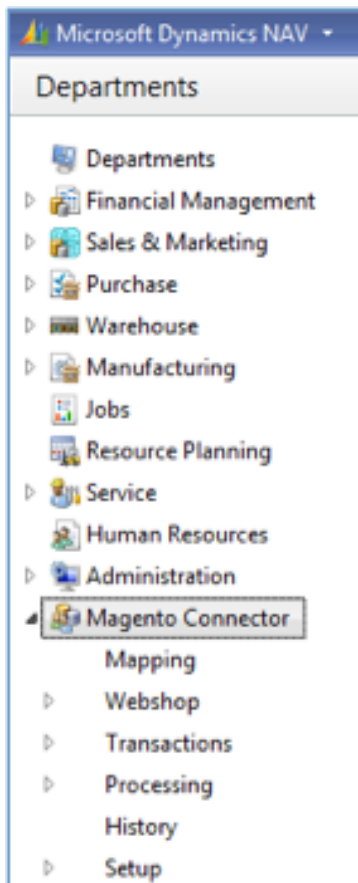 Microsoft Dynamics NAV
Departments
Departments
Financial Management
Sales & Marketing
Purchase
Warehouse
Manufacturing
Jobs
Resource Planning
Service
Human Resources
Administration
Magento Connector
Mapping
Webshop
Transactions
Processing
History
Setup